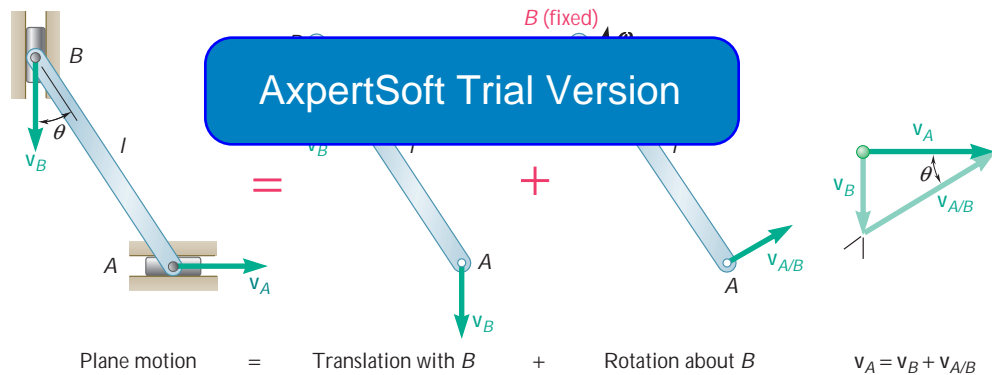 B (fixed)
B
AxpertSoft Trial Version
θ
v_B
l
v_B
v_A
=
+
v_B
θ
v_A/B
A
v_A
A
v_B
v_A/B
A
Plane motion = Translation with B + Rotation about B v_A = v_B + v_A/B